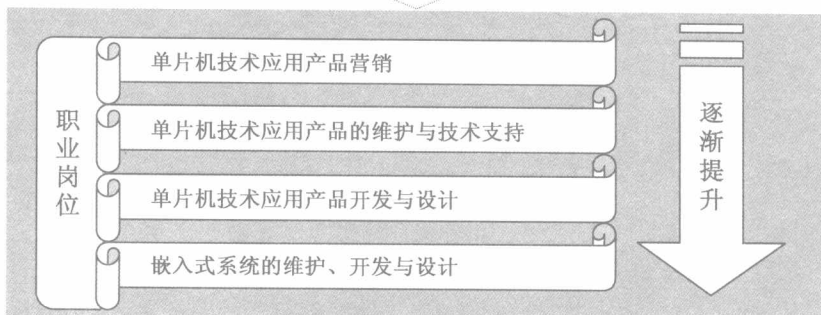 职业岗位
单片机技术应用产品营销
单片机技术应用产品的维护与技术支持
单片机技术应用产品开发与设计
嵌入式系统的维护、开发与设计
逐渐提升